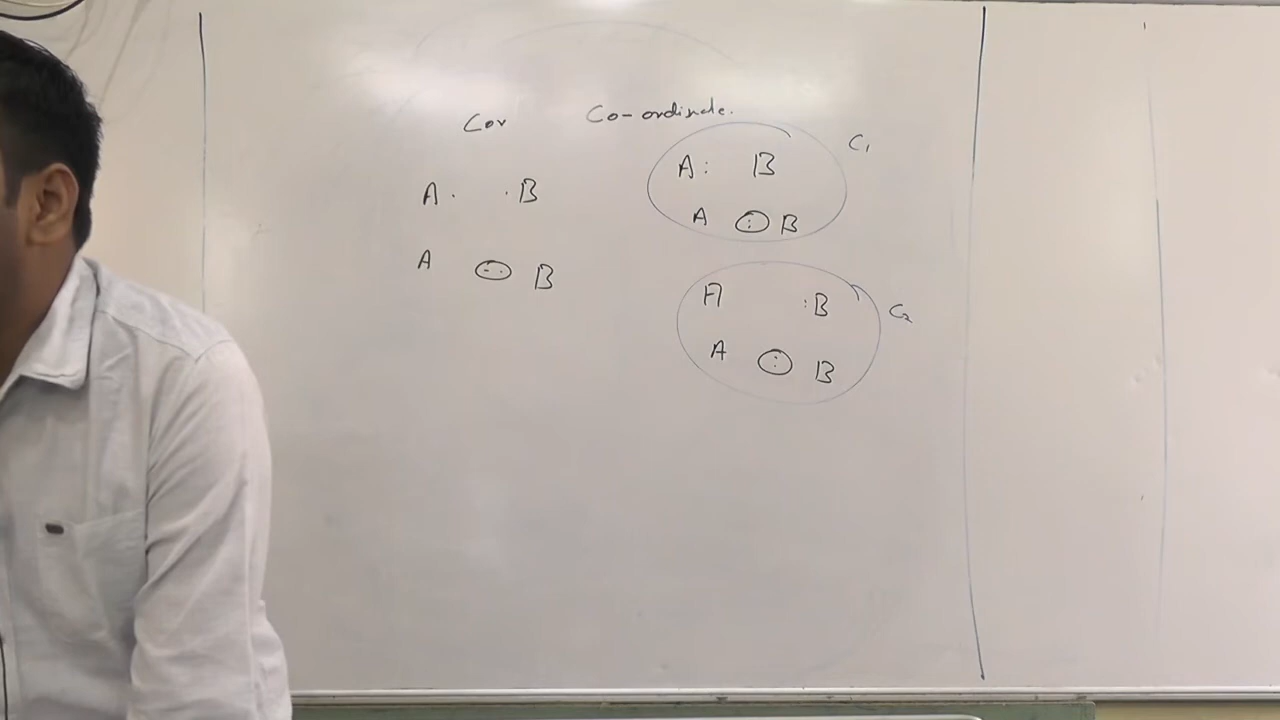 Cov Co-ordinate.
A. .B
A .. B
A: B C1
A : B
A :B C2
A : B